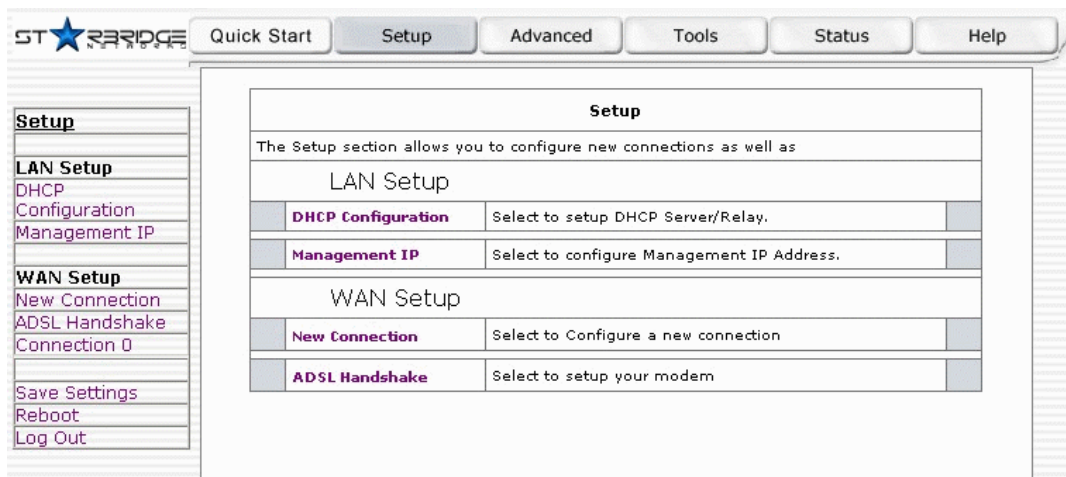 ST★RBRIDGE
NETWORKS
Quick Start
Setup
Advanced
Tools
Status
Help
Setup
LAN Setup
DHCP
Configuration
Management IP
WAN Setup
New Connection
ADSL Handshake
Connection 0
Save Settings
Reboot
Log Out
Setup
The Setup section allows you to configure new connections as well as
LAN Setup
DHCP Configuration Select to setup DHCP Server/Relay.
Management IP Select to configure Management IP Address.
WAN Setup
New Connection Select to Configure a new connection
ADSL Handshake Select to setup your modem